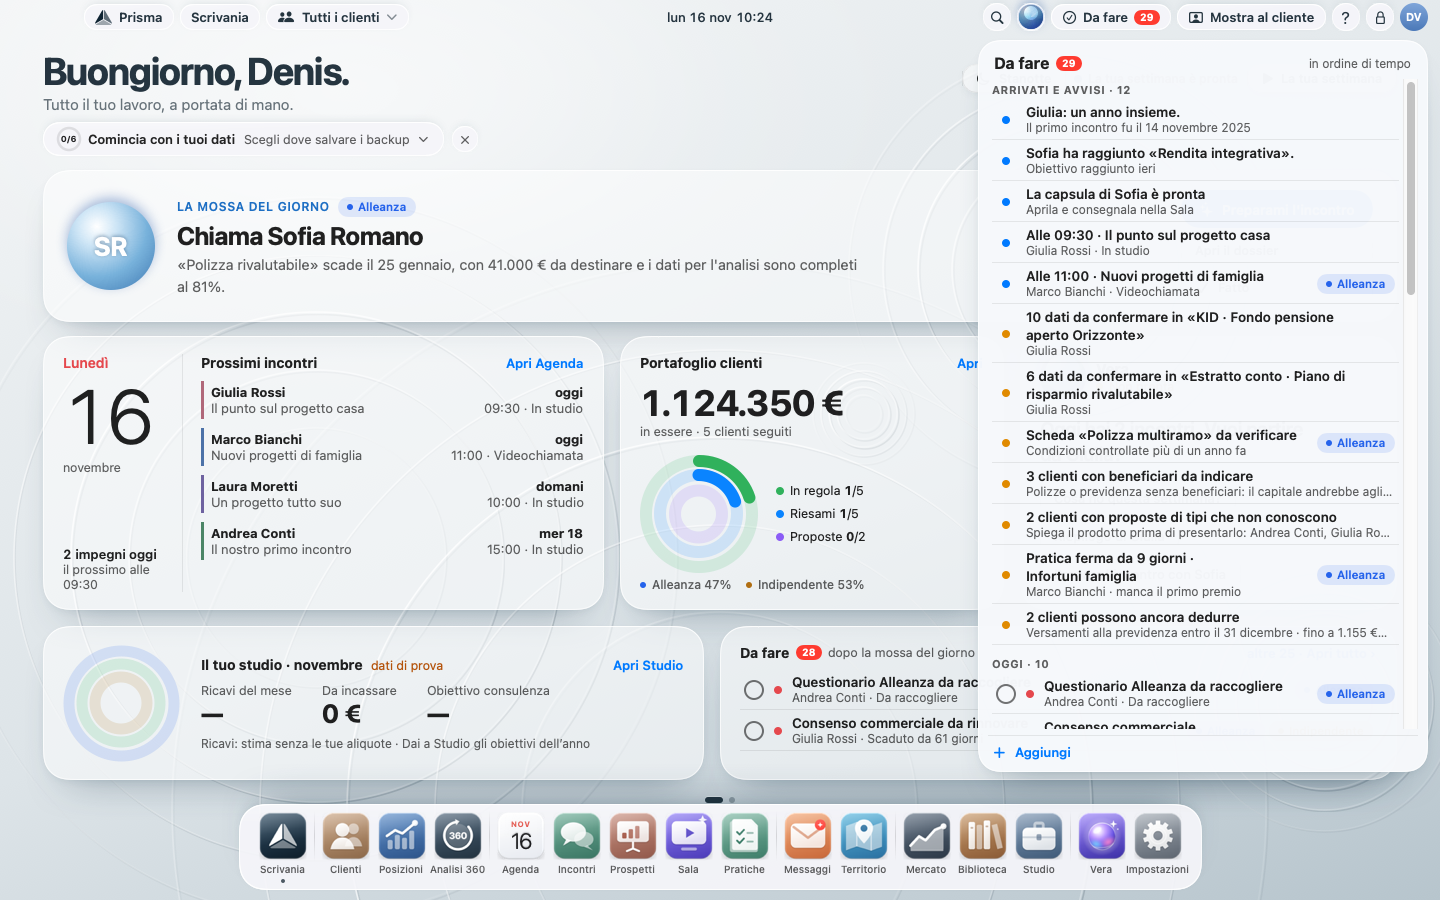 Prisma
Scrivania
Tutti i clienti
lun 16 nov 10:24
Da fare 29
Mostra al cliente
?
DV
Buongiorno, Denis.
Tutto il tuo lavoro, a portata di mano.
0/6 Comincia con i tuoi dati Scegli dove salvare i backup
SR
LA MOSSA DEL GIORNO Alleanza
Chiama Sofia Romano
«Polizza rivalutabile» scade il 25 gennaio, con 41.000 € da destinare e i dati per l'analisi sono completi
al 81%.
Lunedì
16
novembre
2 impegni oggi
il prossimo alle
09:30
Prossimi incontri Apri Agenda
Giulia Rossi oggi
Il punto sul progetto casa 09:30 · In studio
Marco Bianchi oggi
Nuovi progetti di famiglia 11:00 · Videochiamata
Laura Moretti domani
Un progetto tutto suo 10:00 · In studio
Andrea Conti mer 18
Il nostro primo incontro 15:00 · In studio
Portafoglio clienti Apr
1.124.350 €
in essere · 5 clienti seguiti
In regola 1/5
Riesami 1/5
Proposte 0/2
Alleanza 47% Indipendente 53%
Il tuo studio · novembre dati di prova Apri Studio
Ricavi del mese Da incassare Obiettivo consulenza
— 0 € —
Ricavi: stima senza le tue aliquote · Dai a Studio gli obiettivi dell'anno
Da fare 28 dopo la mossa del giorno
Questionario Alleanza da rac
Andrea Conti · Da raccogliere
Consenso commerciale da rin
Giulia Rossi · Scaduto da 61 giorn
Da fare 29 in ordine di tempo
ARRIVATI E AVVISI · 12
Giulia: un anno insieme.
Il primo incontro fu il 14 novembre 2025
Sofia ha raggiunto «Rendita integrativa».
Obiettivo raggiunto ieri
La capsula di Sofia è pronta
Aprila e consegnala nella Sala
Alle 09:30 · Il punto sul progetto casa
Giulia Rossi · In studio
Alle 11:00 · Nuovi progetti di famiglia Alleanza
Marco Bianchi · Videochiamata
10 dati da confermare in «KID · Fondo pensione
aperto Orizzonte»
Giulia Rossi
6 dati da confermare in «Estratto conto · Piano di
risparmio rivalutabile»
Giulia Rossi
Scheda «Polizza multiramo» da verificare Alleanza
Condizioni controllate più di un anno fa
3 clienti con beneficiari da indicare
Polizze o previdenza senza beneficiari: il capitale andrebbe agli...
2 clienti con proposte di tipi che non conoscono
Spiega il prodotto prima di presentarlo: Andrea Conti, Giulia Ro...
Pratica ferma da 9 giorni ·
Infortuni famiglia Alleanza
Marco Bianchi · manca il primo premio
2 clienti possono ancora dedurre
Versamenti alla previdenza entro il 31 dicembre · fino a 1.155 €...
OGGI · 10
Questionario Alleanza da raccogliere Alleanza
Andrea Conti · Da raccogliere
Consenso commerciale
+ Aggiungi
360
NOV
16
Scrivania
Clienti
Posizioni
Analisi 360
Agenda
Incontri
Prospetti
Sala
Pratiche
Messaggi
Territorio
Mercato
Biblioteca
Studio
Vera
Impostazioni